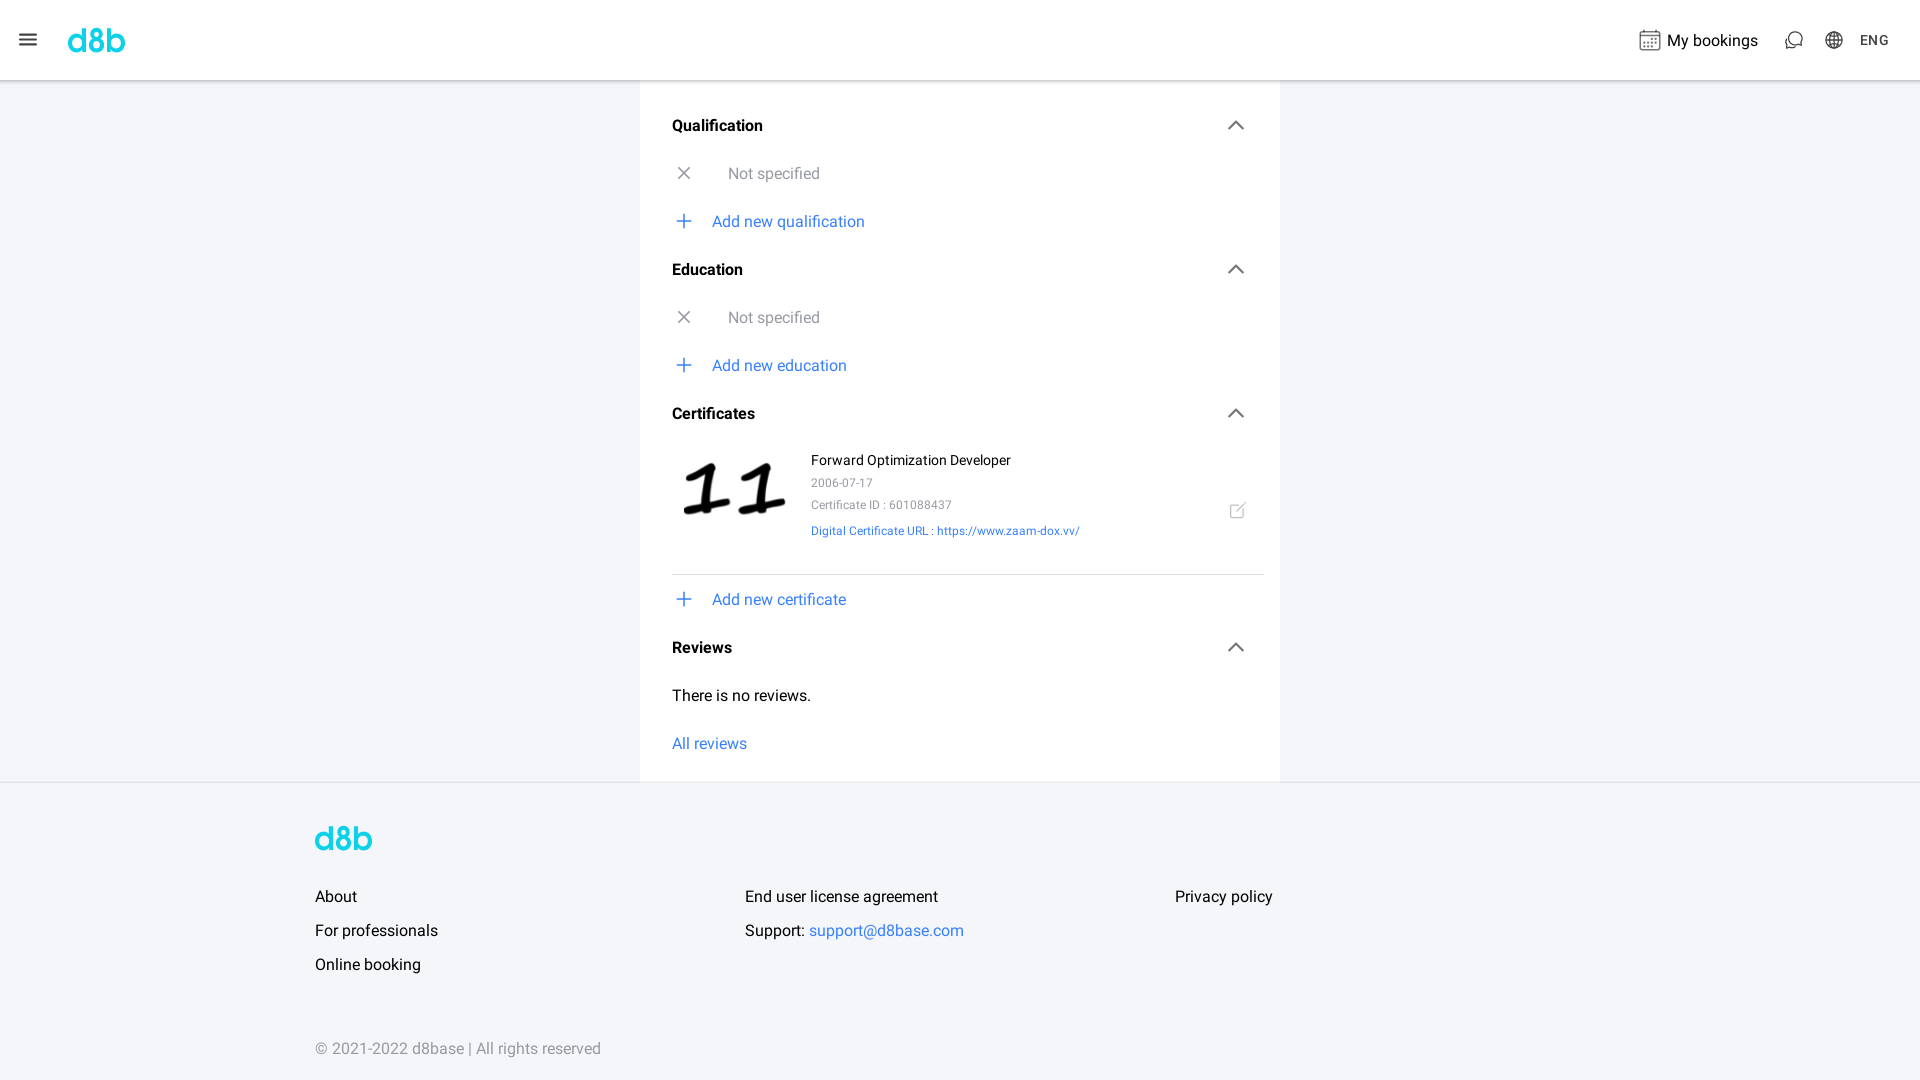 d8b
My bookings
ENG
Qualification
Not specified
Add new qualification
Education
Not specified
Add new education
Certificates
11
Forward Optimization Developer
2006-07-17
Certificate ID : 601088437
Digital Certificate URL : https://www.zaam-dox.vv/
Add new certificate
Reviews
There is no reviews.
All reviews
d8b
About
End user license agreement
Privacy policy
For professionals
Support: support@d8base.com
Online booking
© 2021-2022 d8base | All rights reserved